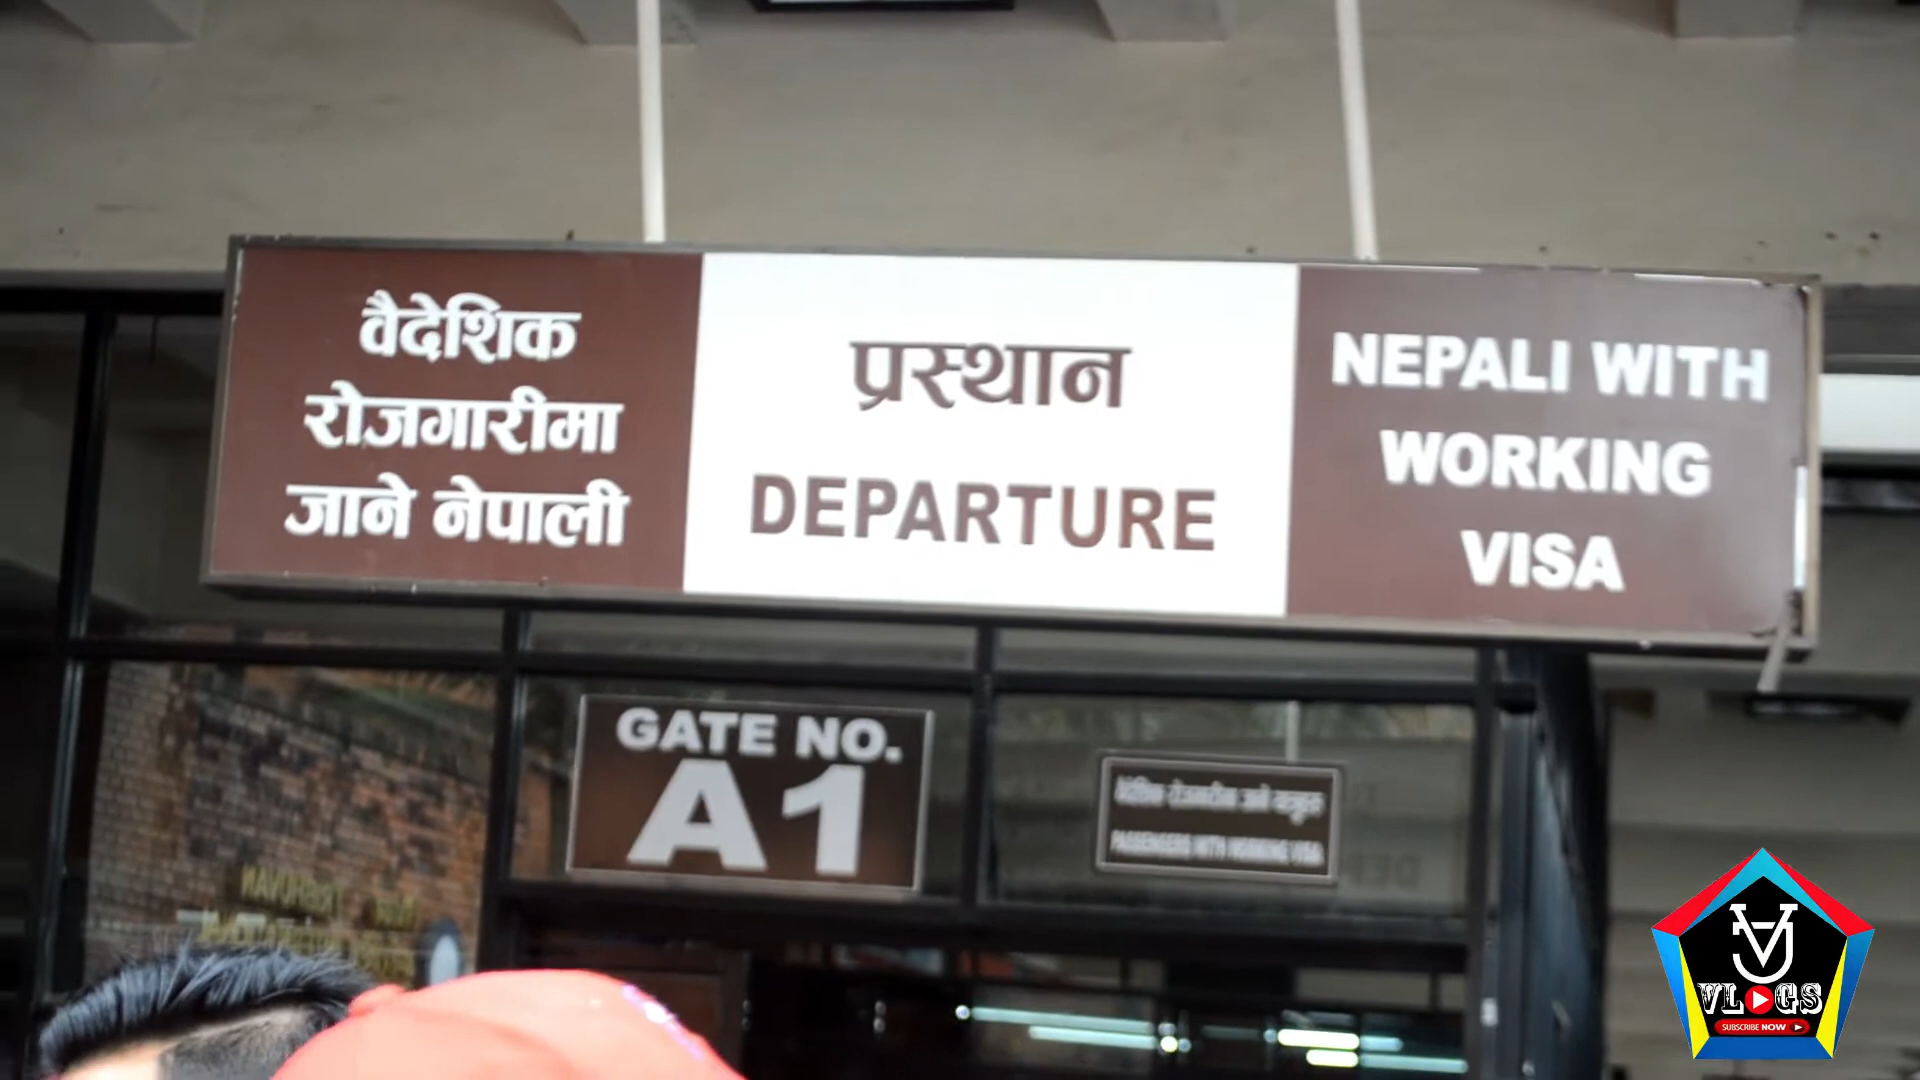 वैदेशिक
रोजगारीमा
जाने नेपाली
प्रस्थान
DEPARTURE
NEPALI WITH
WORKING
VISA
GATE NO.
A1
PASSENGERS WITH WORKING VISA
VLOGS
SUBSCRIBE NOW